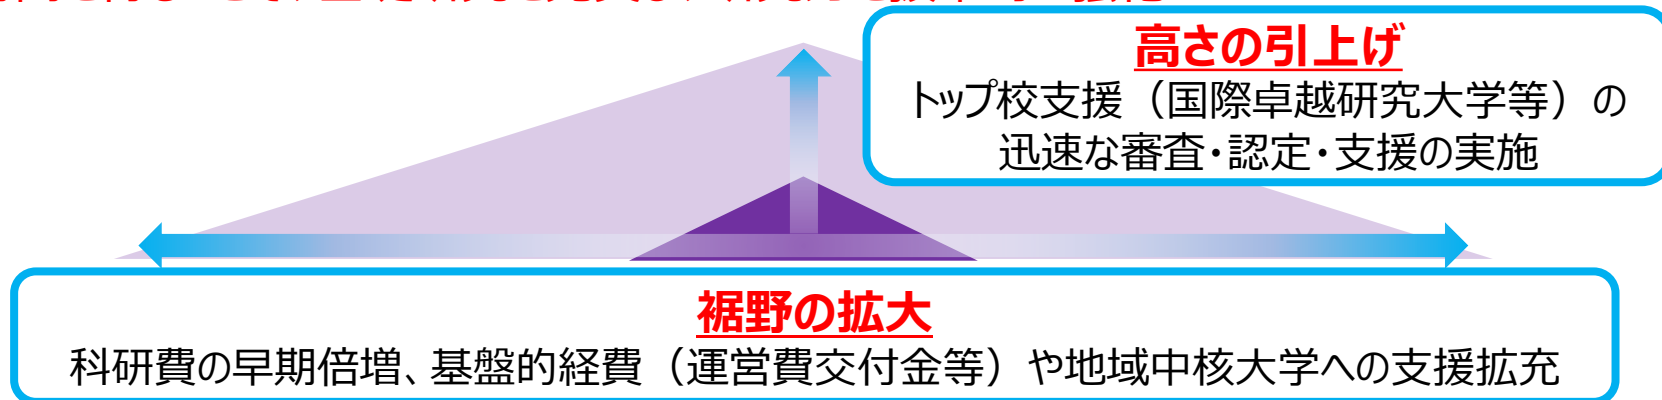 高さの引上げ
トップ校支援（国際卓越研究大学等）の
迅速な審査・認定・支援の実施
裾野の拡大
科研費の早期倍増、基盤的経費（運営費交付金等）や地域中核大学への支援拡充